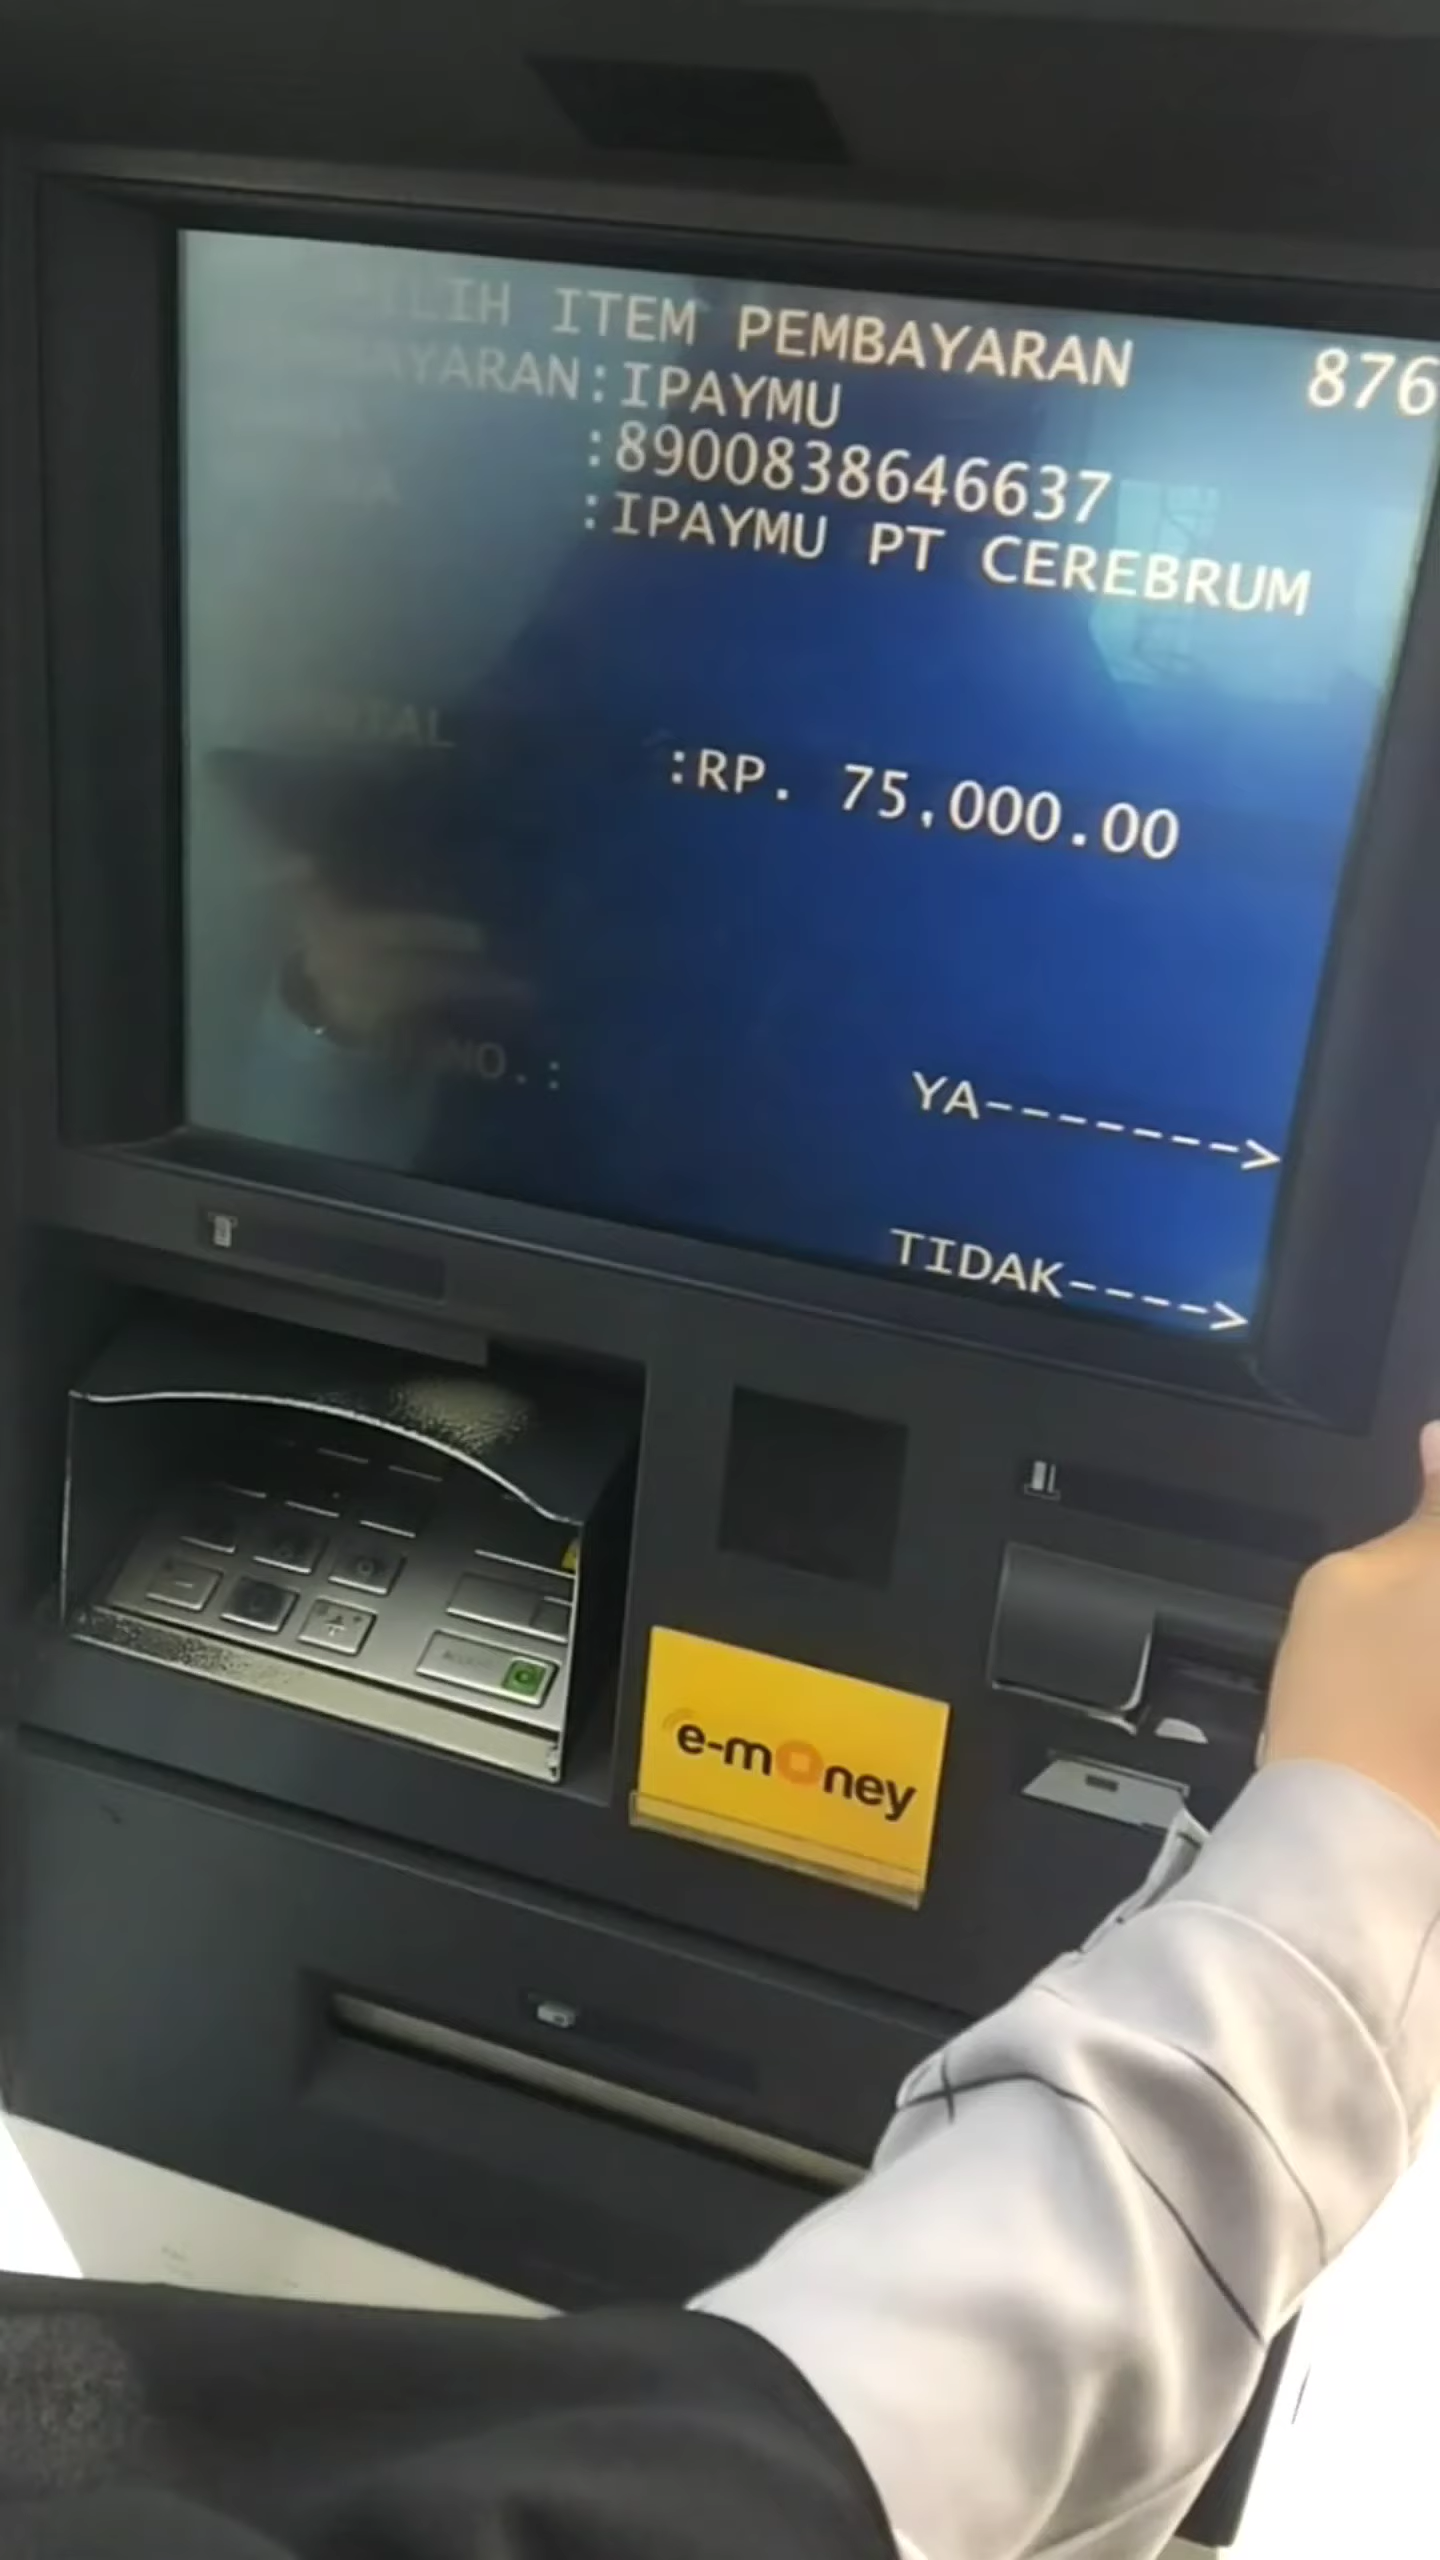 ILIH ITEM PEMBAYARAN 876
AYARAN:IPAYMU
:8900838646637
A :IPAYMU PT CEREBRUM
TAL :RP. 75,000.00
NO.:
YA------->
TIDAK---->
e-money